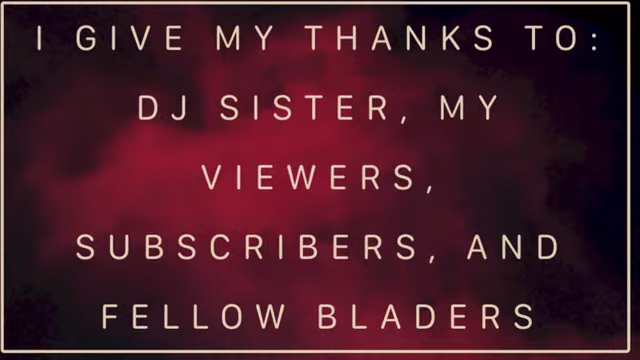 I GIVE MY THANKS TO:
DJ SISTER, MY
VIEWERS,
SUBSCRIBERS, AND
FELLOW BLADERS